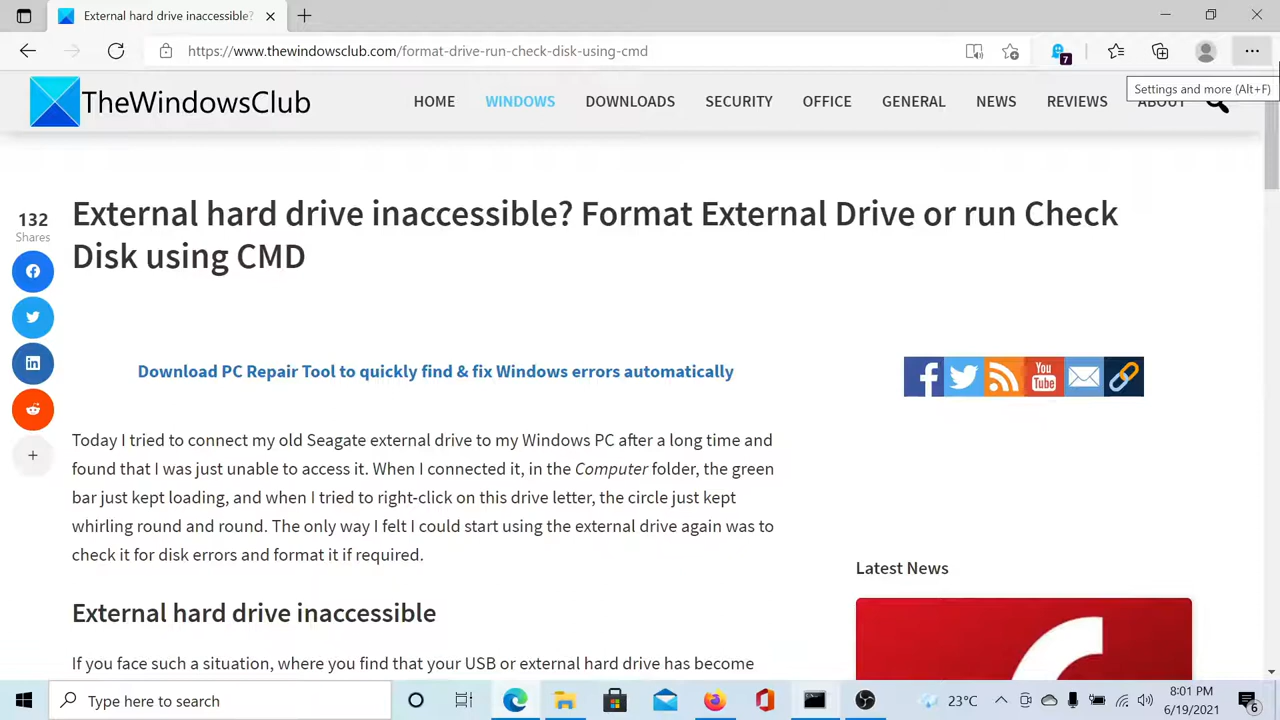 External hard drive inaccessible?
https://www.thewindowsclub.com/format-drive-run-check-disk-using-cmd
7
Settings and more (Alt+F)
TheWindowsClub
HOME WINDOWS DOWNLOADS SECURITY OFFICE GENERAL NEWS REVIEWS ABOUT
132
Shares
External hard drive inaccessible? Format External Drive or run Check
Disk using CMD
Download PC Repair Tool to quickly find & fix Windows errors automatically
You
Tube
Today I tried to connect my old Seagate external drive to my Windows PC after a long time and
found that I was just unable to access it. When I connected it, in the Computer folder, the green
bar just kept loading, and when I tried to right-click on this drive letter, the circle just kept
whirling round and round. The only way I felt I could start using the external drive again was to
check it for disk errors and format it if required.
Latest News
External hard drive inaccessible
If you face such a situation, where you find that your USB or external hard drive has become
Type here to search
23°C
8:01 PM
6/19/2021
6